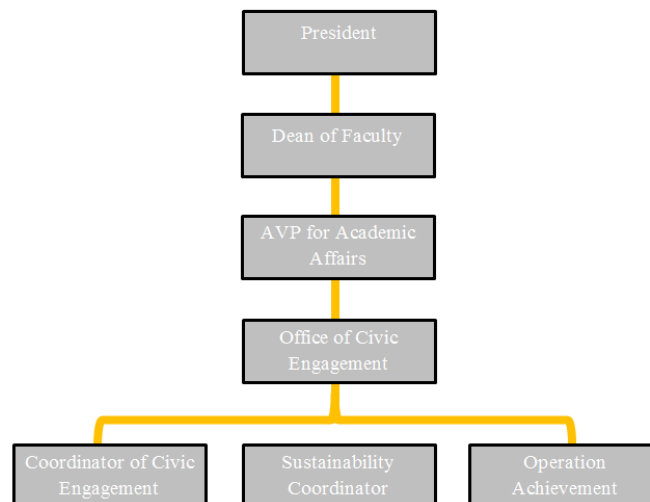 President
Dean of Faculty
AVP for Academic
Affairs
Office of Civic
Engagement
Coordinator of Civic
Engagement
Sustainability
Coordinator
Operation
Achievement